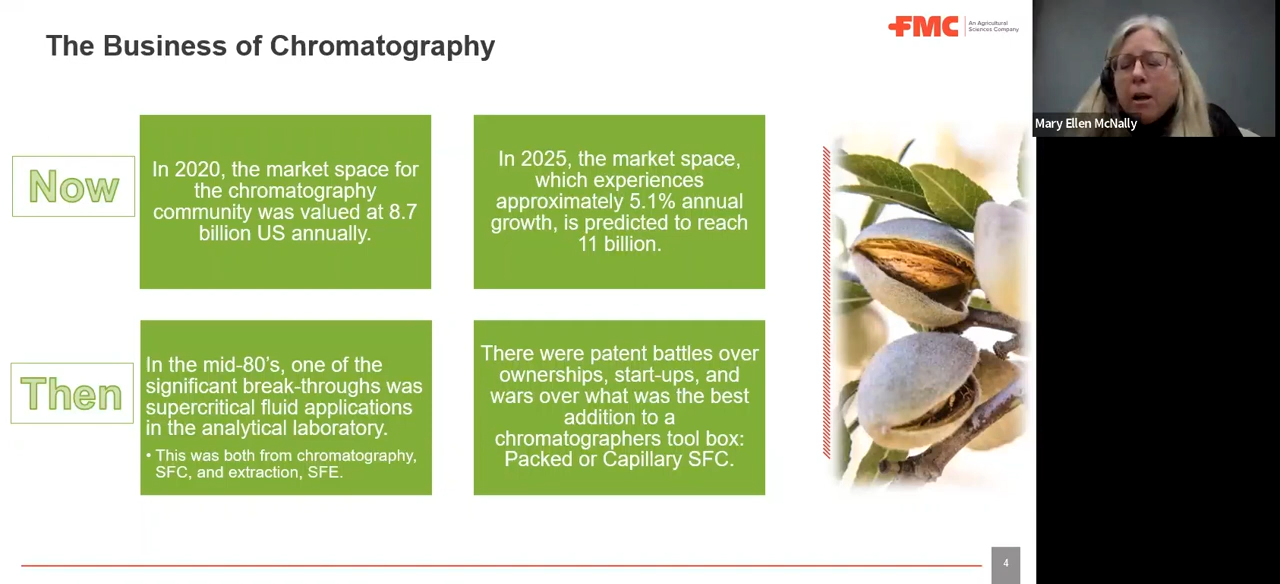 The Business of Chromatography
FMC
An Agricultural
Sciences Company
Mary Ellen McNally
Now
In 2020, the market space for
the chromatography
community was valued at 8.7
billion US annually.
In 2025, the market space,
which experiences
approximately 5.1% annual
growth, is predicted to reach
11 billion.
Then
In the mid-80's, one of the
significant break-throughs was
supercritical fluid applications
in the analytical laboratory.
• This was both from chromatography,
SFC, and extraction, SFE.
There were patent battles over
ownerships, start-ups, and
wars over what was the best
addition to a
chromatographers tool box:
Packed or Capillary SFC.
4